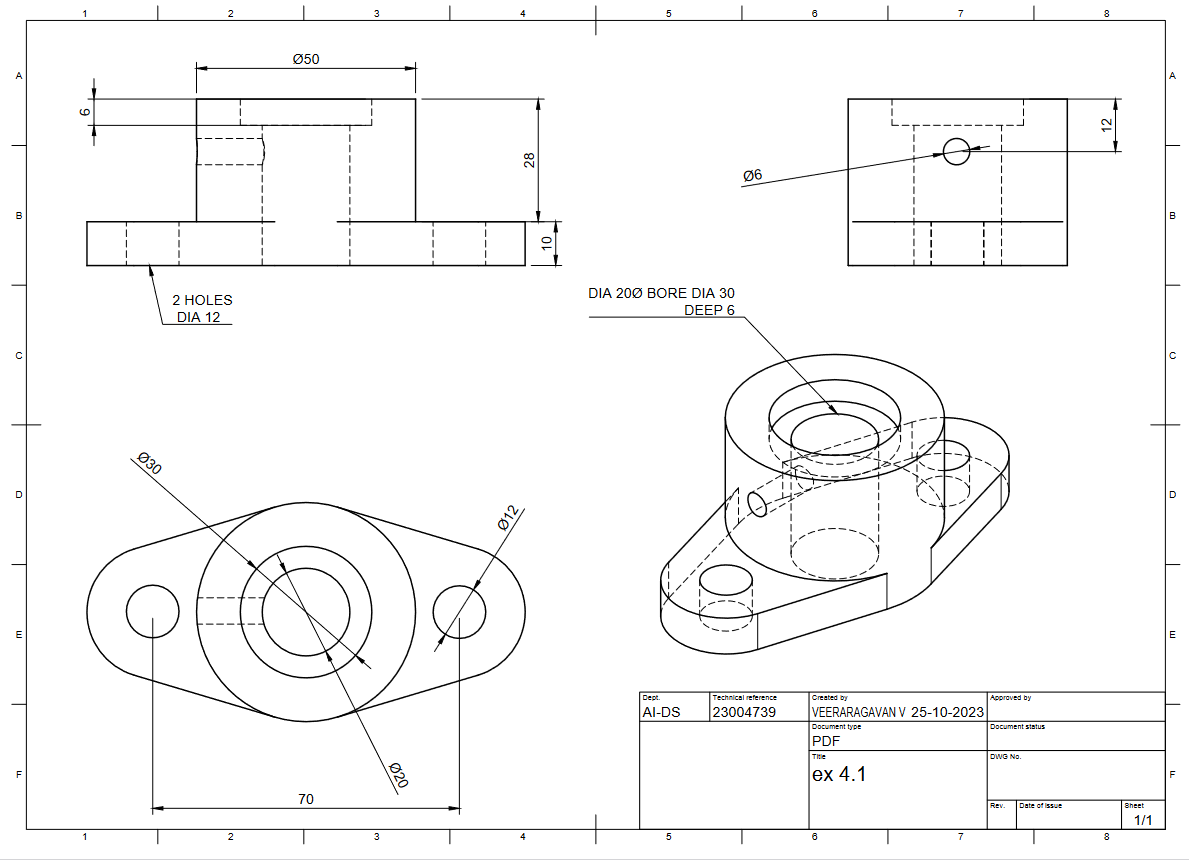 1 2 3 4 5 6 7 8
A A
Ø50
6
28
12
Ø6
B B
10
2 HOLES
DIA 12
DIA 20Ø BORE DIA 30
DEEP 6
C C
Ø30
Ø12
D D
E E
Ø20
70
F F
Dept.
AI-DS
Technical reference
23004739
Created by
VEERARAGAVAN V 25-10-2023
Approved by
Document type
PDF
Document status
Title
ex 4.1
DWG No.
Rev.
Date of issue
Sheet
1/1
1 2 3 4 5 6 7 8